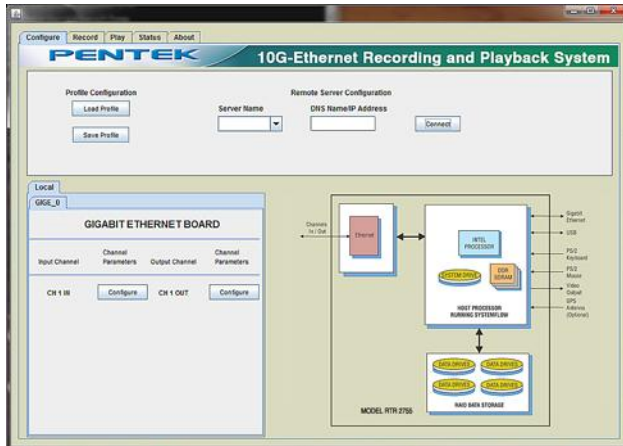 Configure Record Play Status About
PENTEK 10G-Ethernet Recording and Playback System
Profile Configuration
Load Profile
Save Profile
Remote Server Configuration
Server Name DNS Name/IP Address
Connect
Local
GIGE_0
GIGABIT ETHERNET BOARD
Input Channel Channel Parameters Output Channel Channel Parameters
CH 1 IN Configure CH 1 OUT Configure
Channels
In / Out
Ethernet
INTEL
PROCESSOR
SYSTEM DRIVE
DDR
SDRAM
HOST PROCESSOR
RUNNING SYSTEMFLOW
Gigabit
Ethernet
USB
PS/2
Keyboard
PS/2
Mouse
Video
Output
GPS
Antenna
(Optional)
DATA DRIVES DATA DRIVES
DATA DRIVES DATA DRIVES
RAID DATA STORAGE
MODEL RTR 2755